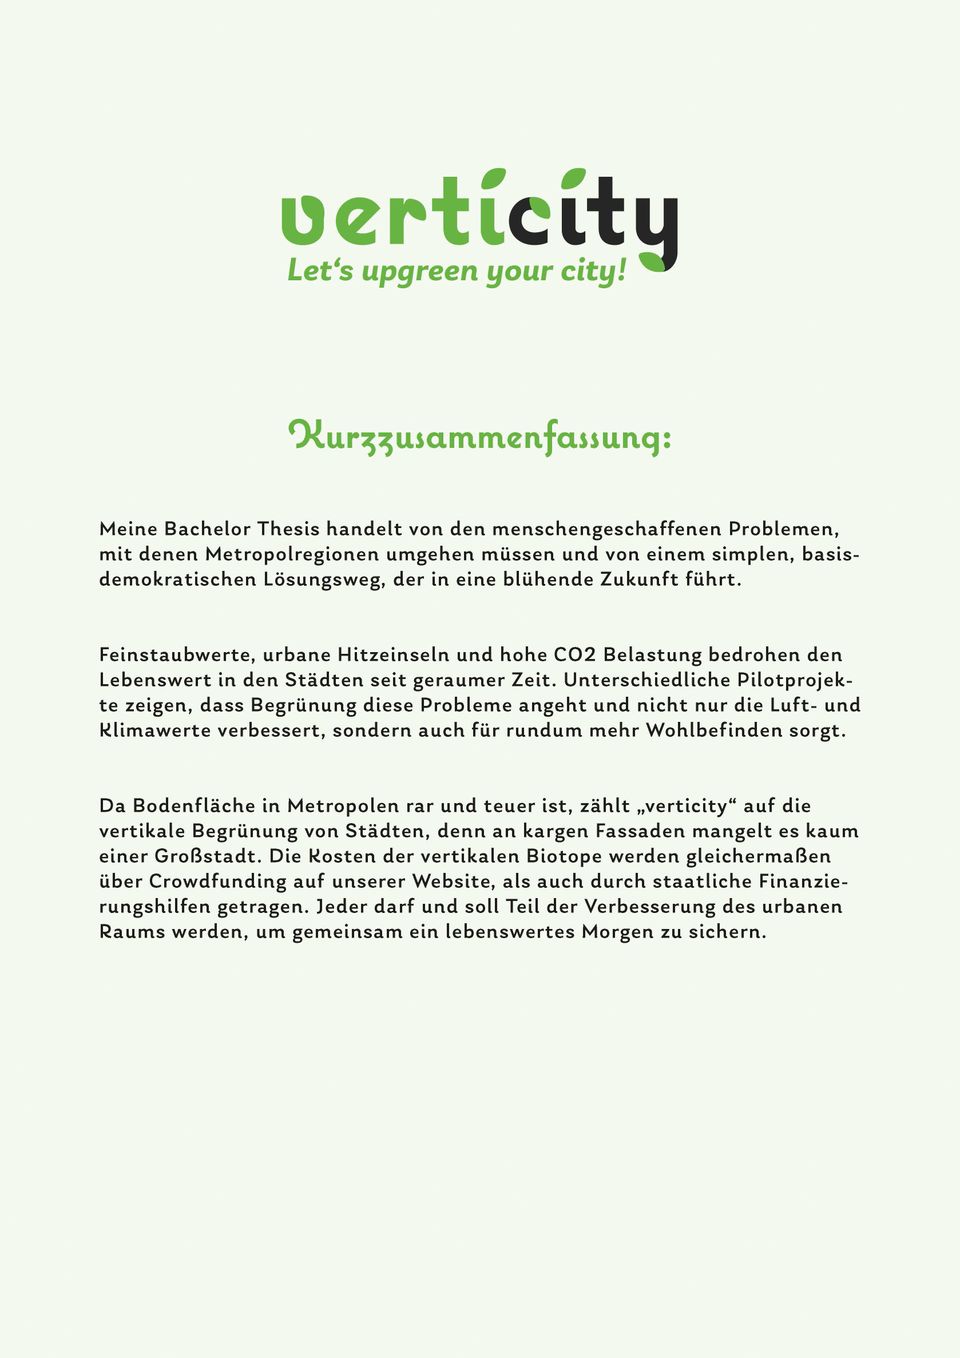 verticity
Let‘s upgreen your city!
Kurzzusammenfassung:
Meine Bachelor Thesis handelt von den menschengeschaffenen Problemen,
mit denen Metropolregionen umgehen müssen und von einem simplen, basis-
demokratischen Lösungsweg, der in eine blühende Zukunft führt.
Feinstaubwerte, urbane Hitzeinseln und hohe CO2 Belastung bedrohen den
Lebenswert in den Städten seit geraumer Zeit. Unterschiedliche Pilotprojek-
te zeigen, dass Begrünung diese Probleme angeht und nicht nur die Luft- und
Klimawerte verbessert, sondern auch für rundum mehr Wohlbefinden sorgt.
Da Bodenfläche in Metropolen rar und teuer ist, zählt „verticity“ auf die
vertikale Begrünung von Städten, denn an kargen Fassaden mangelt es kaum
einer Großstadt. Die Kosten der vertikalen Biotope werden gleichermaßen
über Crowdfunding auf unserer Website, als auch durch staatliche Finanzie-
rungshilfen getragen. Jeder darf und soll Teil der Verbesserung des urbanen
Raums werden, um gemeinsam ein lebenswertes Morgen zu sichern.